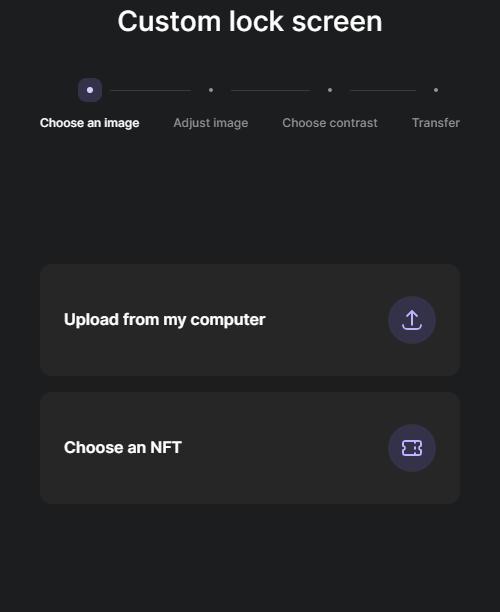 Custom lock screen
Choose an image
Adjust image
Choose contrast
Transfer
Upload from my computer
Choose an NFT